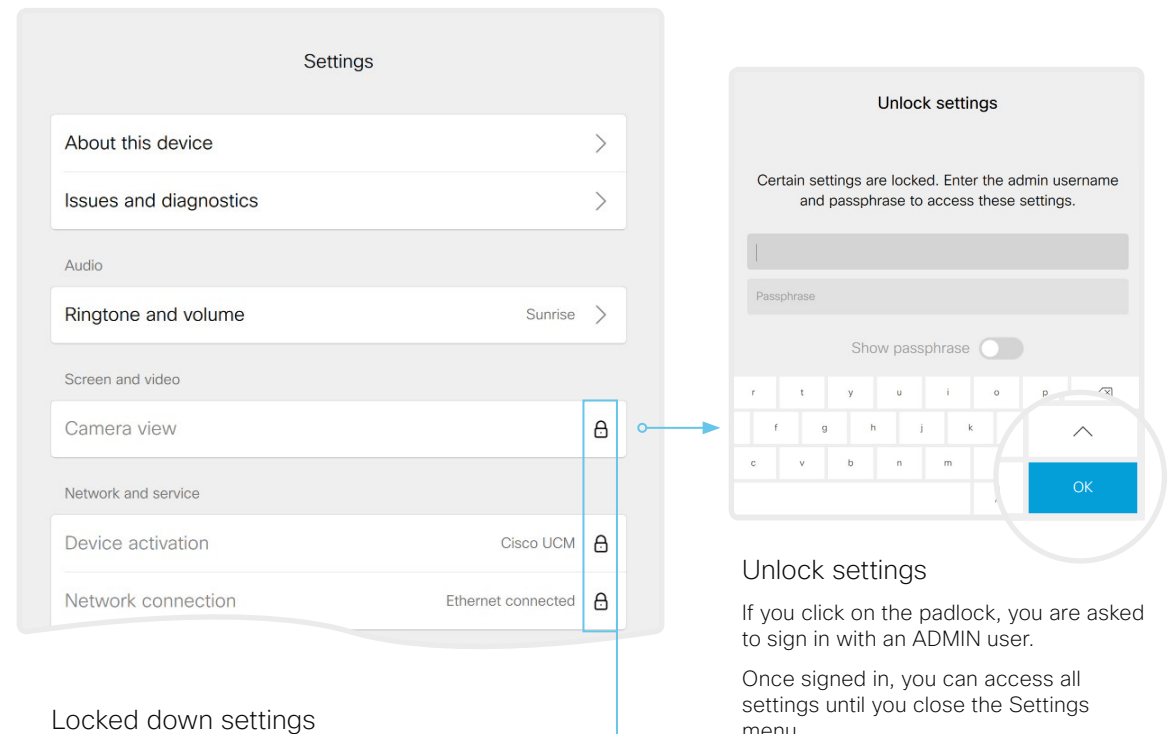 Settings
About this device
Issues and diagnostics
Audio
Ringtone and volume Sunrise
Screen and video
Camera view
Network and service
Device activation Cisco UCM
Network connection Ethernet connected
Locked down settings
Unlock settings
Certain settings are locked. Enter the admin username
and passphrase to access these settings.
Passphrase
Show passphrase
r t y u i o p
f g h j k
c v b n m
OK
Unlock settings
If you click on the padlock, you are asked
to sign in with an ADMIN user.
Once signed in, you can access all
settings until you close the Settings
menu